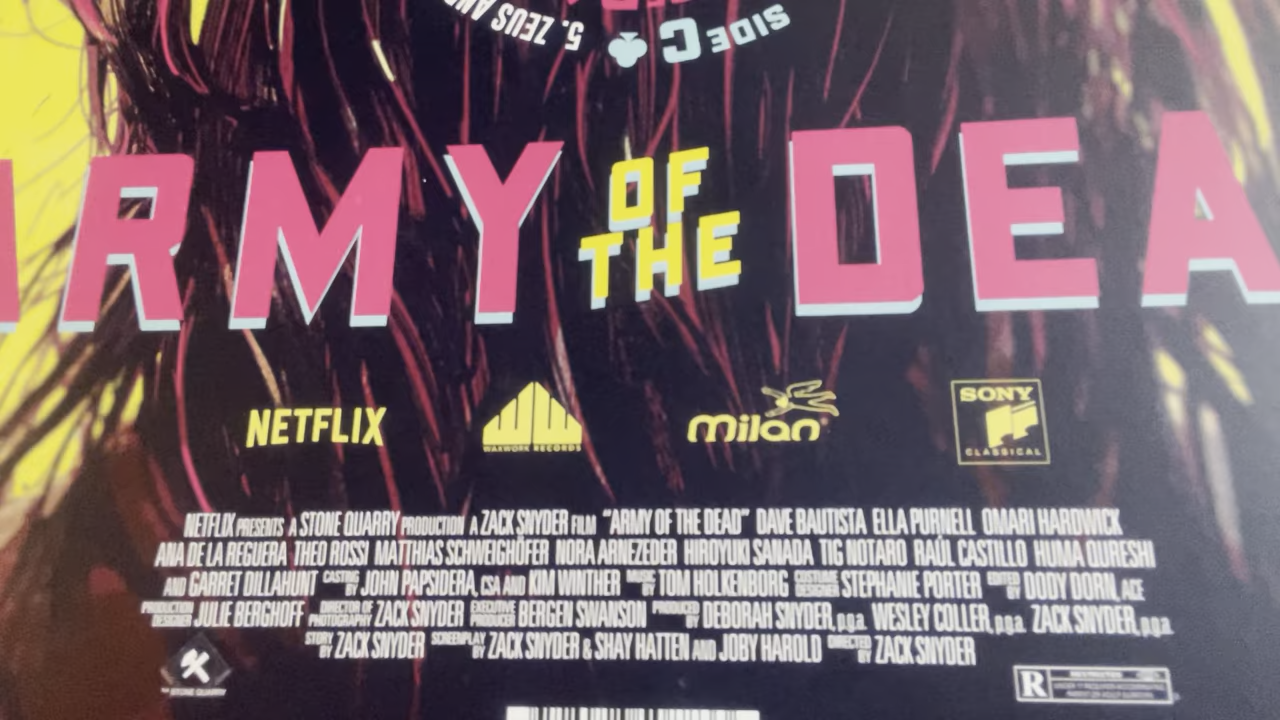 5. ZEUS AN
SIDE C
ARMY OF THE DEA
NETFLIX
WAXWORK RECORDS
milan
SONY
CLASSICAL
NETFLIX PRESENTS A STONE QUARRY PRODUCTION A ZACK SNYDER FILM "ARMY OF THE DEAD" DAVE BAUTISTA ELLA PURNELL OMARI HARDWICK
ANA DE LA REGUERA THEO ROSSI MATTHIAS SCHWEIGHÖFER NORA ARNEZEDER HIROYUKI SANADA TIG NOTARO RAÚL CASTILLO HUMA QURESHI
AND GARRET DILLAHUNT CASTING BY JOHN PAPSIDERA, CSA AND KIM WINTHER MUSIC BY TOM HOLKENBORG COSTUME DESIGNER STEPHANIE PORTER EDITED BY DODY DORN, ACE
PRODUCTION DESIGNER JULIE BERGHOFF DIRECTOR OF PHOTOGRAPHY ZACK SNYDER EXECUTIVE PRODUCER BERGEN SWANSON PRODUCED BY DEBORAH SNYDER, p.g.a. WESLEY COLLER, p.g.a. ZACK SNYDER, p.g.a.
STORY BY ZACK SNYDER SCREENPLAY BY ZACK SNYDER & SHAY HATTEN AND JOBY HAROLD DIRECTED BY ZACK SNYDER
THE STONE QUARRY
R RESTRICTED